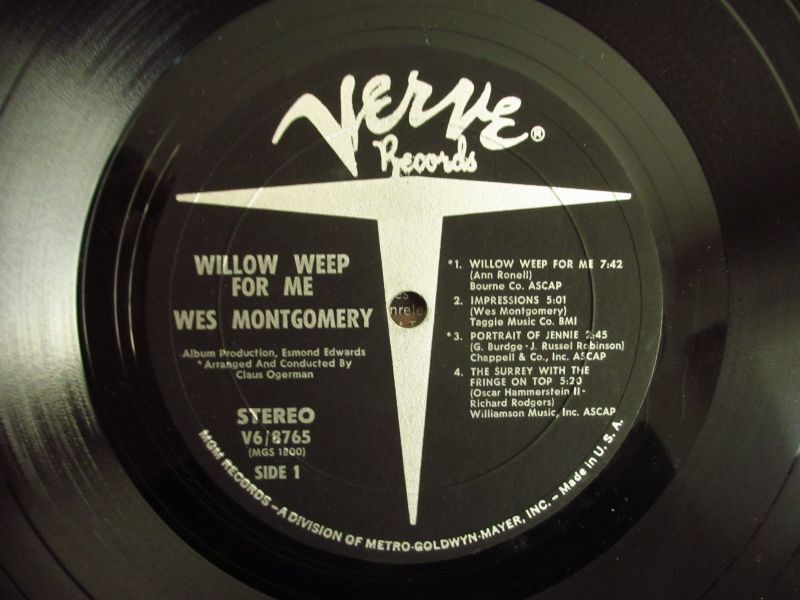 Verve®
Records
WILLOW WEEP
FOR ME
WES MONTGOMERY
Album Production, Esmond Edwards
*Arranged And Conducted By
Claus Ogerman
STEREO
V6/8765
(MGS 1800)
SIDE 1
*1. WILLOW WEEP FOR ME 7:42
(Ann Ronell)
Bourne Co. ASCAP
2. IMPRESSIONS 5:01
(Wes Montgomery)
Taggie Music Co. BMI
*3. PORTRAIT OF JENNIE 2:45
(G. Burdge - J. Russel Robinson)
Chappell & Co., Inc. ASCAP
4. THE SURREY WITH THE
FRINGE ON TOP 5:20
(Oscar Hammerstein II -
Richard Rodgers)
Williamson Music, Inc. ASCAP
MGM RECORDS – A DIVISION OF METRO-GOLDWYN-MAYER, INC. – Made in U. S. A.